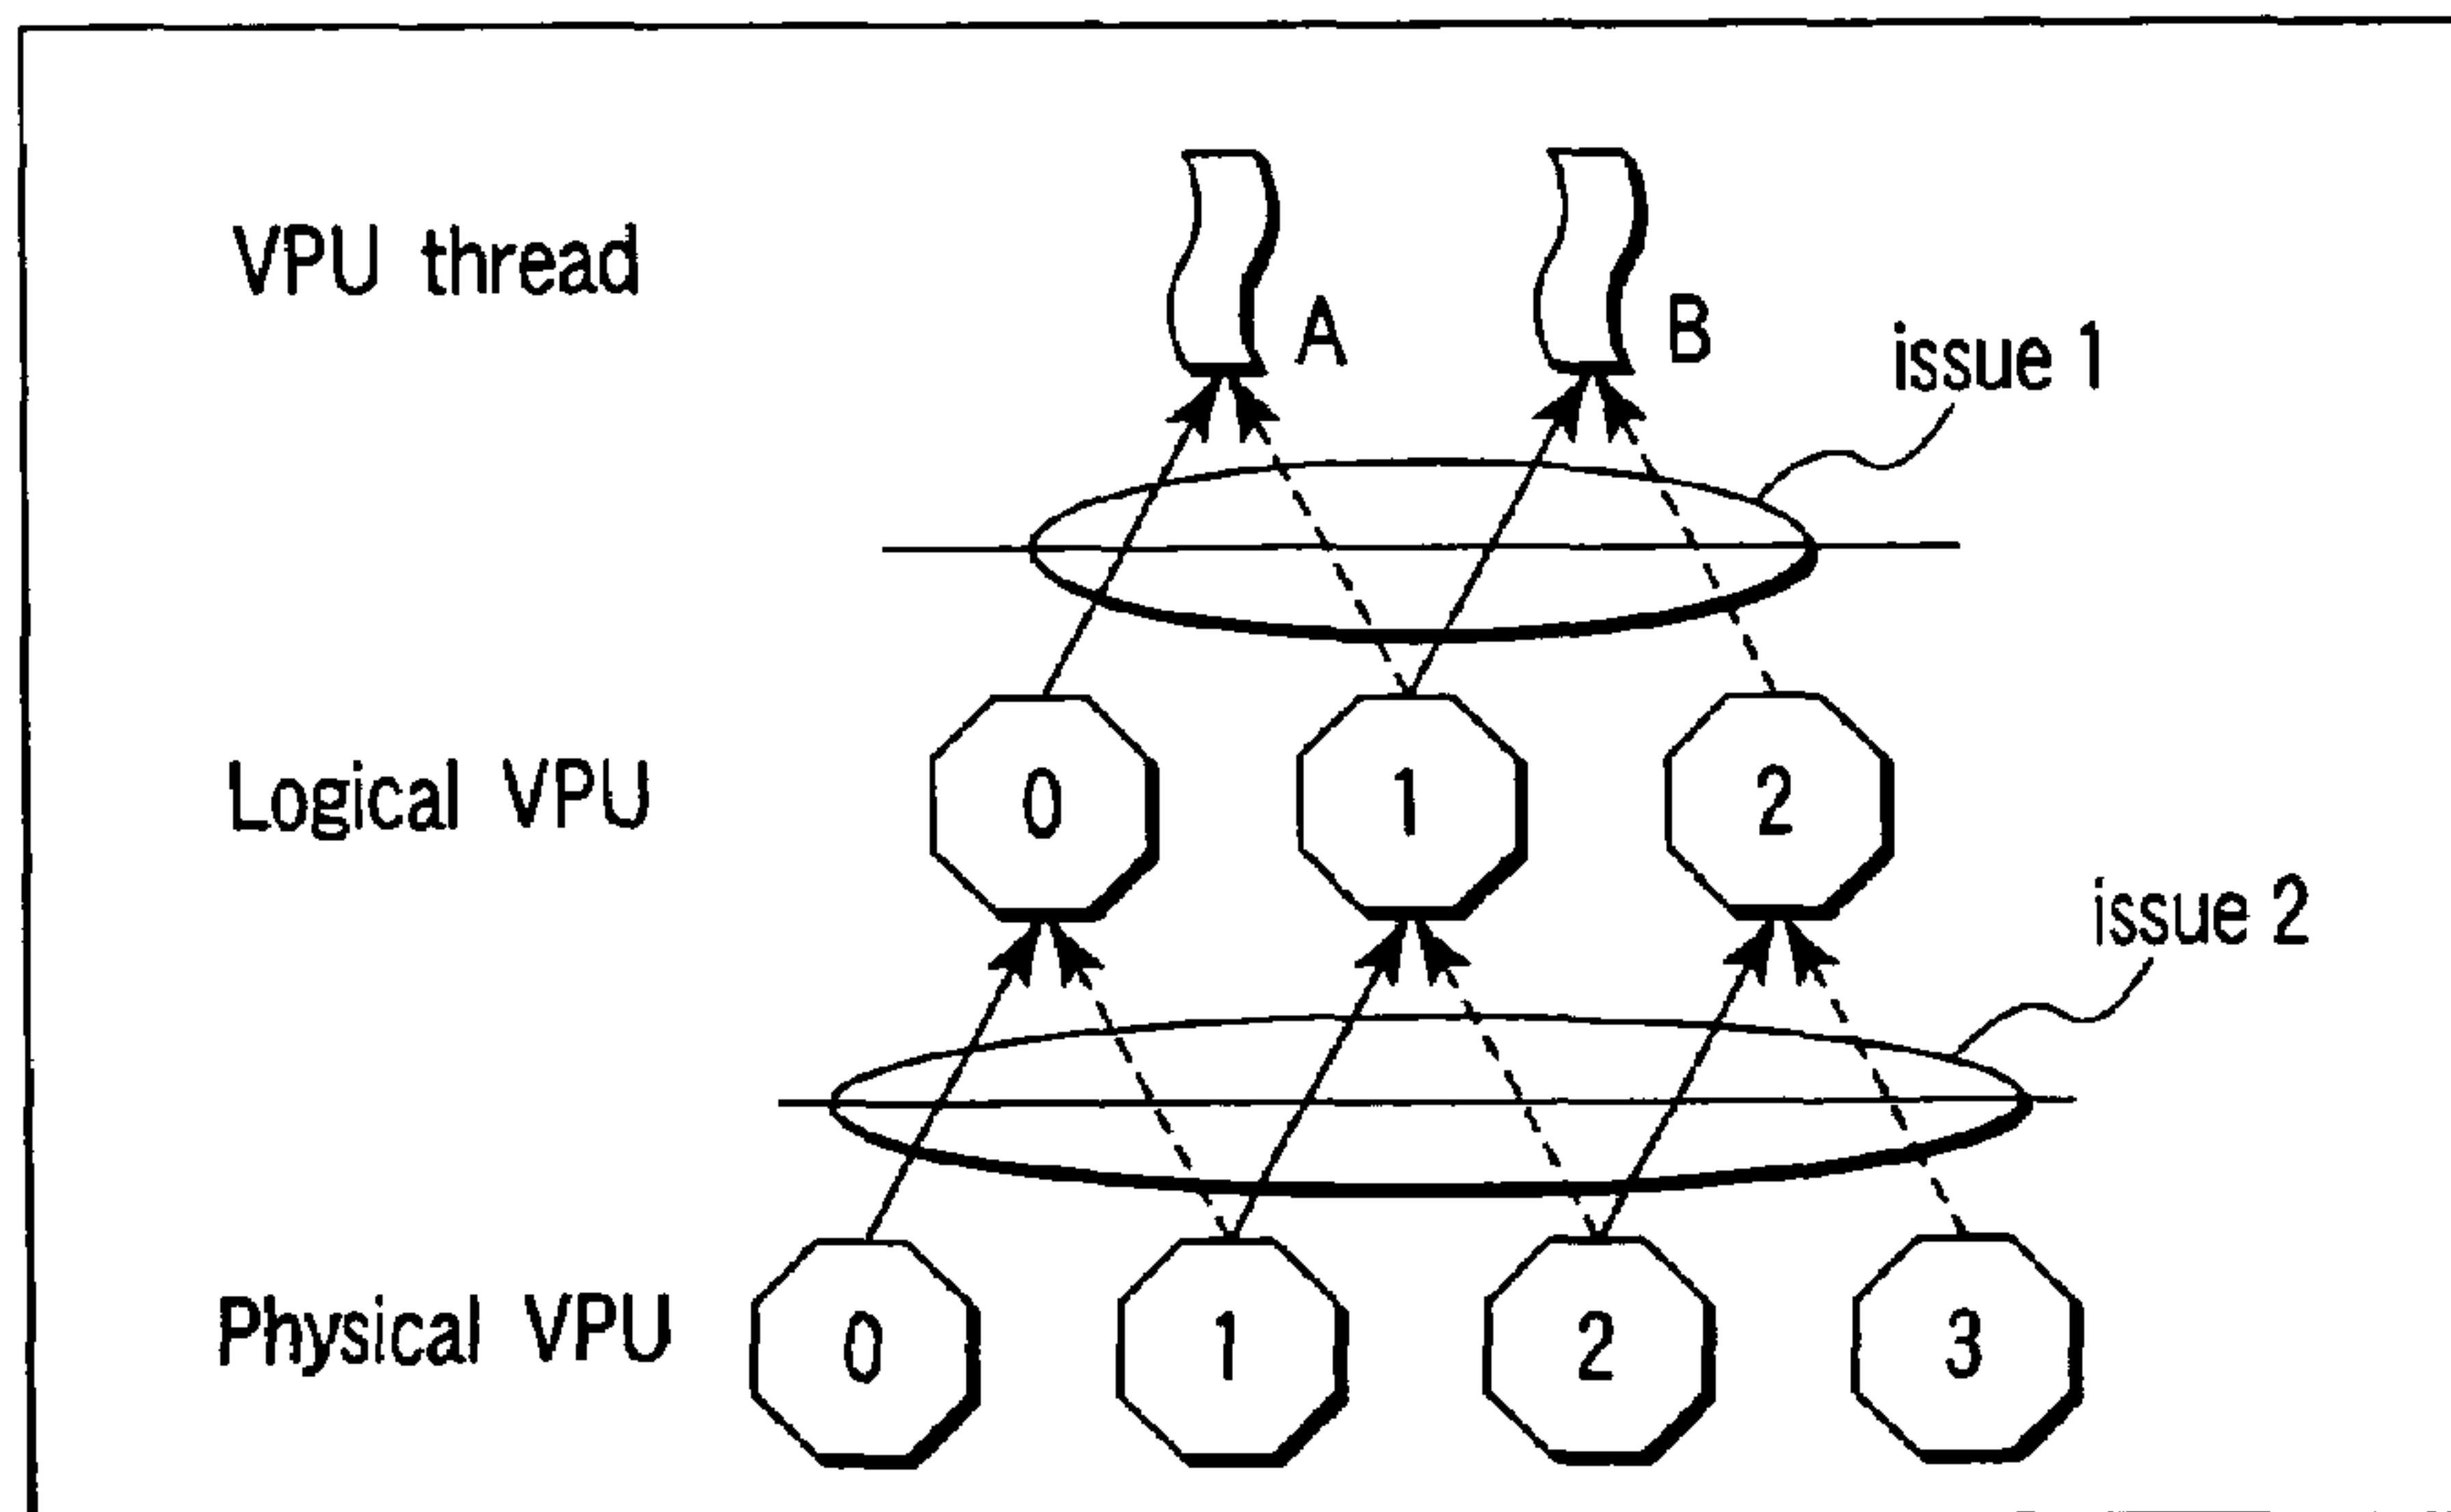 VPU thread
A
B
issue 1
Logical VPU
0
1
2
issue 2
Physical VPU
0
1
2
3